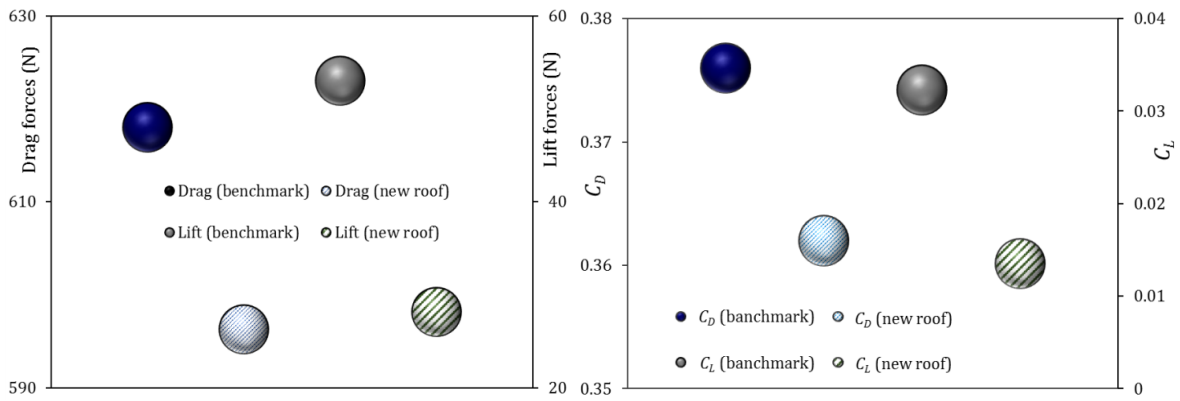 630
610
590
Drag forces (N)
60
40
20
Lift forces (N)
Drag (benchmark) Drag (new roof)
Lift (benchmark) Lift (new roof)
0.38
0.37
0.36
0.35
C_D
0.04
0.03
0.02
0.01
0
C_L
C_D (banchmark) C_D (new roof)
C_L (banchmark) C_L (new roof)